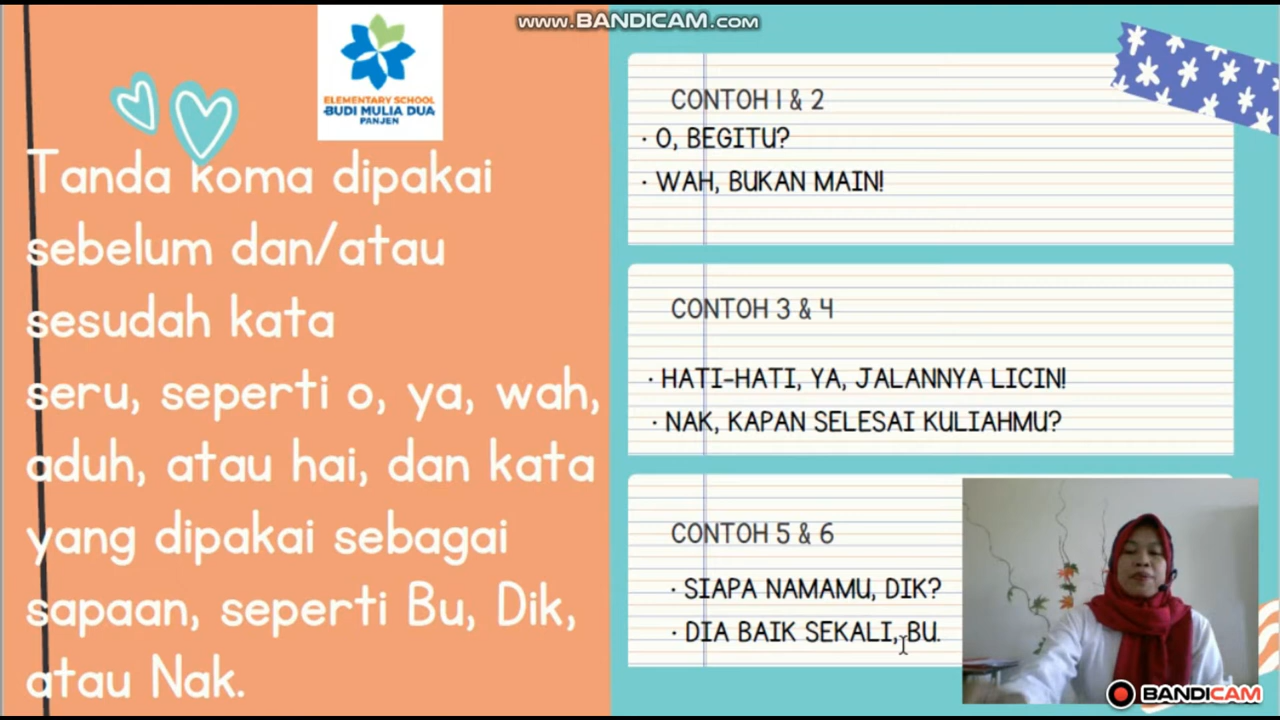 www.BANDICAM.com
ELEMENTARY SCHOOL
BUDI MULIA DUA
PANJEN
Tanda koma dipakai
sebelum dan/atau
sesudah kata
seru, seperti o, ya, wah,
aduh, atau hai, dan kata
yang dipakai sebagai
sapaan, seperti Bu, Dik,
atau Nak.
CONTOH 1 & 2
· O, BEGITU?
· WAH, BUKAN MAIN!
CONTOH 3 & 4
· HATI-HATI, YA, JALANNYA LICIN!
· NAK, KAPAN SELESAI KULIAHMU?
CONTOH 5 & 6
· SIAPA NAMAMU, DIK?
· DIA BAIK SEKALI, BU.
BANDICAM